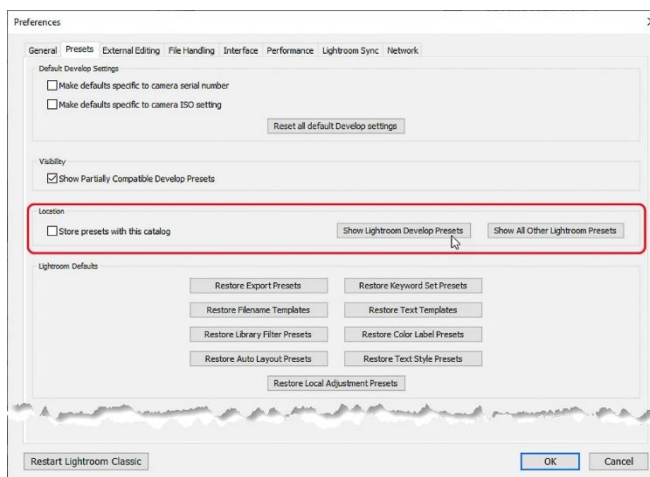 Preferences
General Presets External Editing File Handling Interface Performance Lightroom Sync Network
Default Develop Settings
Make defaults specific to camera serial number
Make defaults specific to camera ISO setting
Reset all default Develop settings
Visibility
Show Partially Compatible Develop Presets
Location
Store presets with this catalog Show Lightroom Develop Presets Show All Other Lightroom Presets
Lightroom Defaults
Restore Export Presets Restore Keyword Set Presets
Restore Filename Templates Restore Text Templates
Restore Library Filter Presets Restore Color Label Presets
Restore Auto Layout Presets Restore Text Style Presets
Restore Local Adjustment Presets
Restart Lightroom Classic OK Cancel